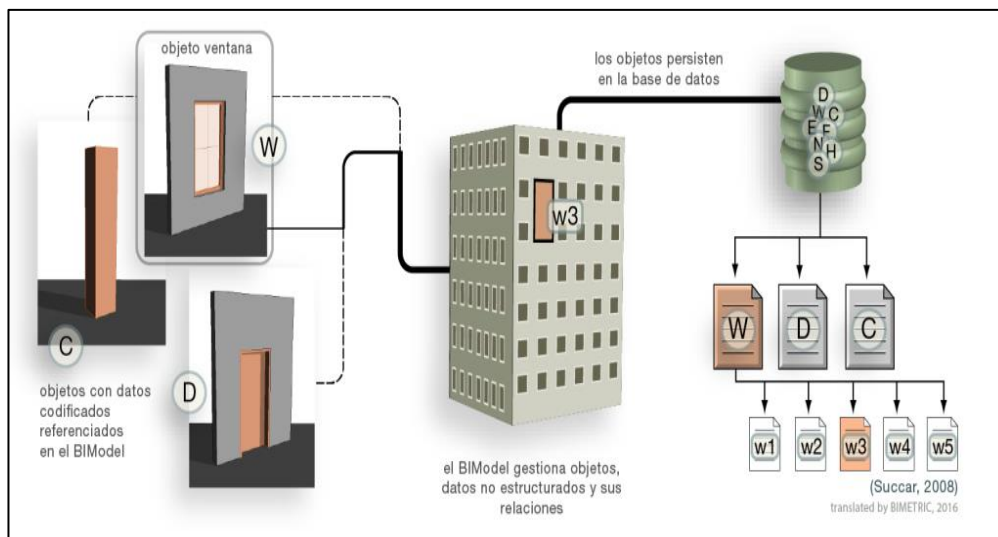 objeto ventana
W
C
objetos con datos
codificados
referenciados
en el BIModel
D
w3
el BIModel gestiona objetos,
datos no estructurados y sus
relaciones
los objetos persisten
en la base de datos
D
W C
E F
N H
S
W D C
w1 w2 w3 w4 w5
(Succar, 2008)
translated by BIMETRIC, 2016